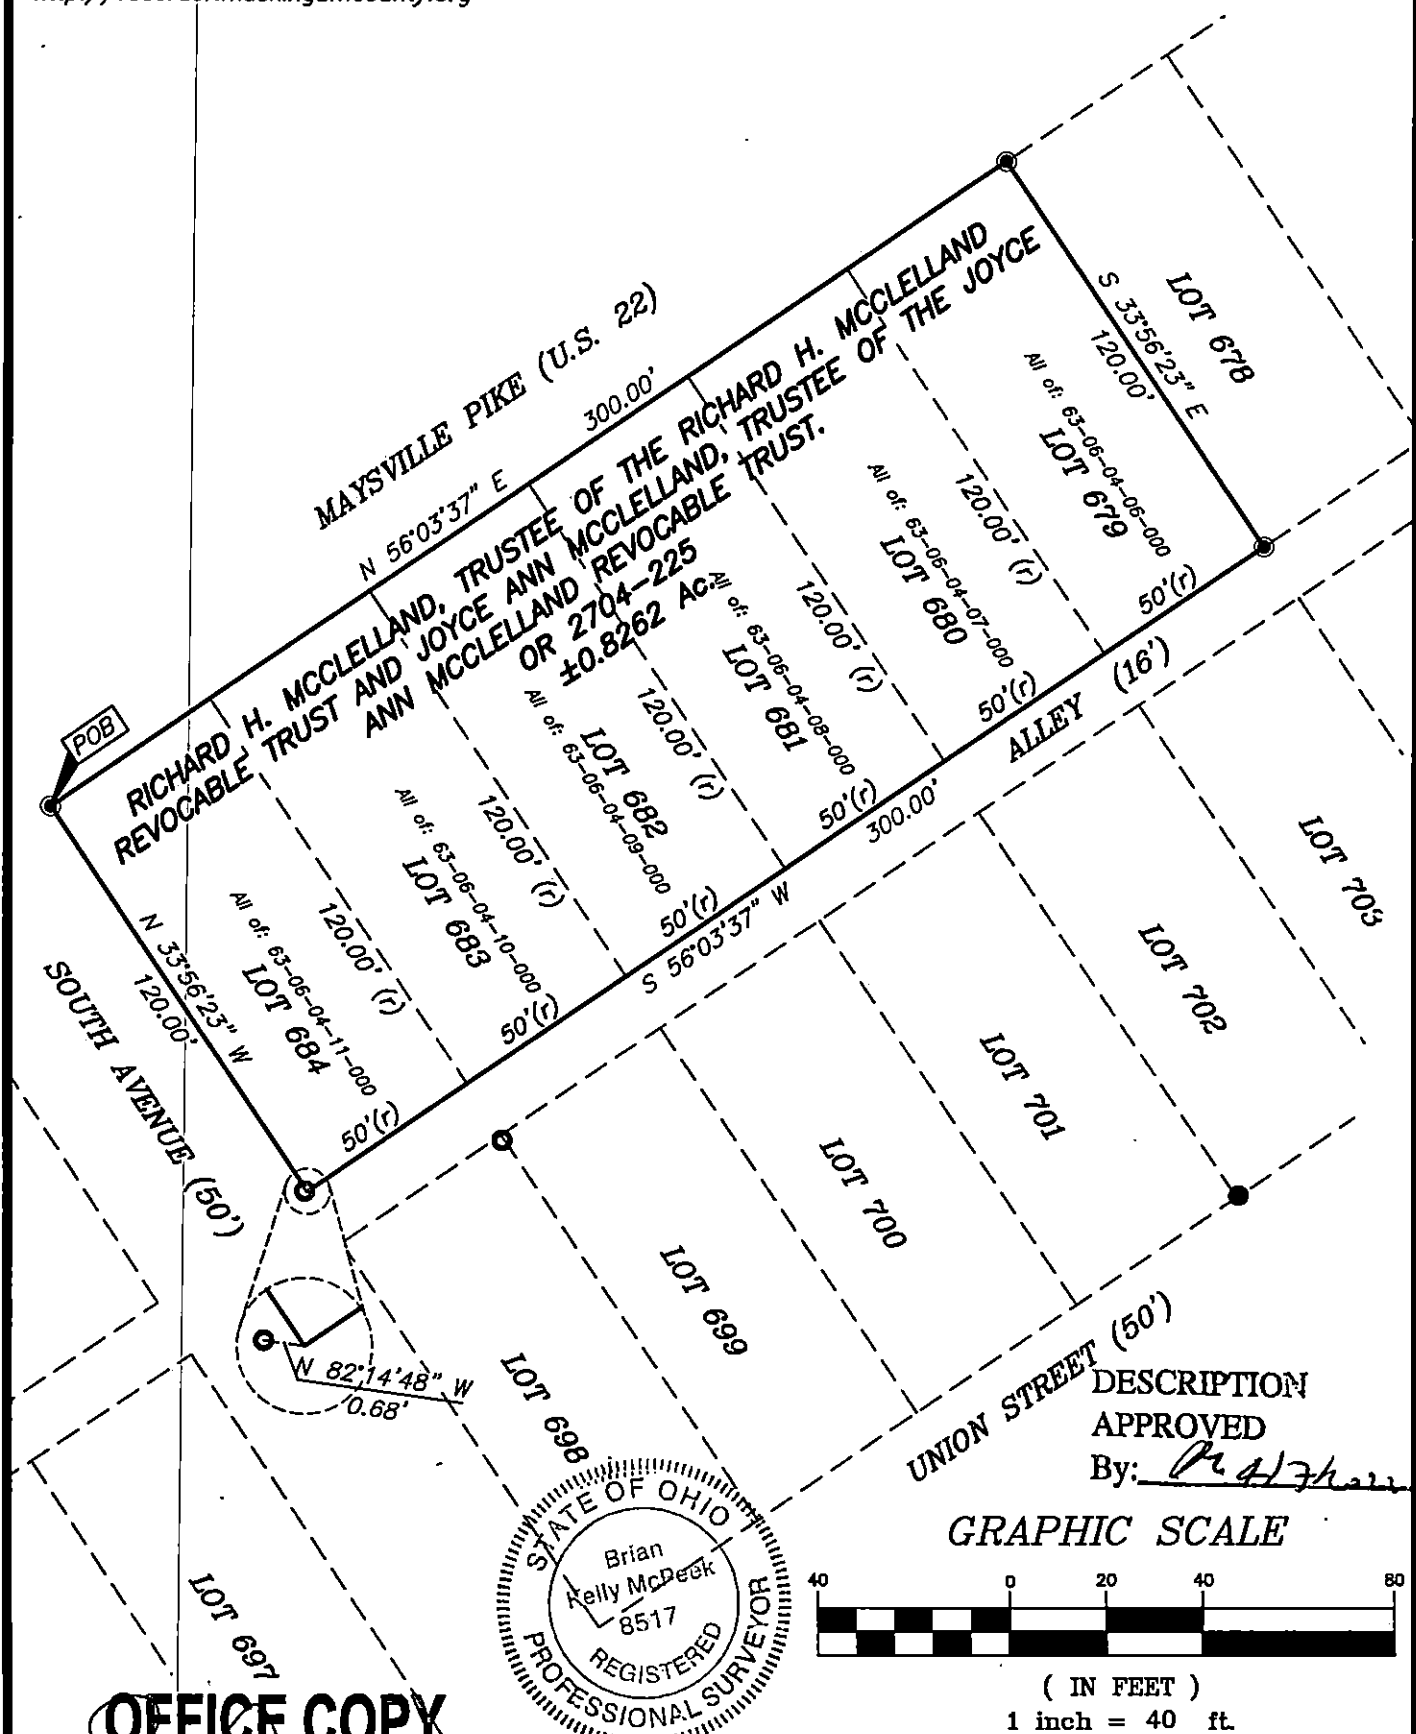 MAYSVILLE PIKE (U.S. 22)
N 56°03'37" E
300.00'
RICHARD H. MCCLELLAND, TRUSTEE OF THE RICHARD H. MCCLELLAND
REVOCABLE TRUST AND JOYCE ANN MCCLELLAND, TRUSTEE OF THE JOYCE
ANN MCCLELLAND REVOCABLE TRUST.
OR 2704-225
±0.8262 Ac.
POB
S 33°56'23" E
120.00'
LOT 678
All of: 63-06-04-06-000
LOT 679
120.00' (r)
50'(r)
All of: 63-06-04-07-000
LOT 680
120.00' (r)
50'(r)
All of: 63-06-04-08-000
LOT 681
120.00' (r)
50'(r)
All of: 63-06-04-09-000
LOT 682
120.00' (r)
50'(r)
All of: 63-06-04-10-000
LOT 683
120.00' (r)
50'(r)
All of: 63-06-04-11-000
LOT 684
50'(r)
N 33°56'23" W
120.00'
SOUTH AVENUE (50')
S 56°03'37" W
300.00'
ALLEY (16')
LOT 703
LOT 702
LOT 701
LOT 700
LOT 699
LOT 698
LOT 697
N 82°14'48" W
0.68'
UNION STREET (50')
DESCRIPTION
APPROVED
By:
STATE OF OHIO
Brian
Kelly McPeek
8517
REGISTERED
PROFESSIONAL SURVEYOR
GRAPHIC SCALE
40 0 20 40 80
( IN FEET )
1 inch = 40 ft.
OFFICE COPY